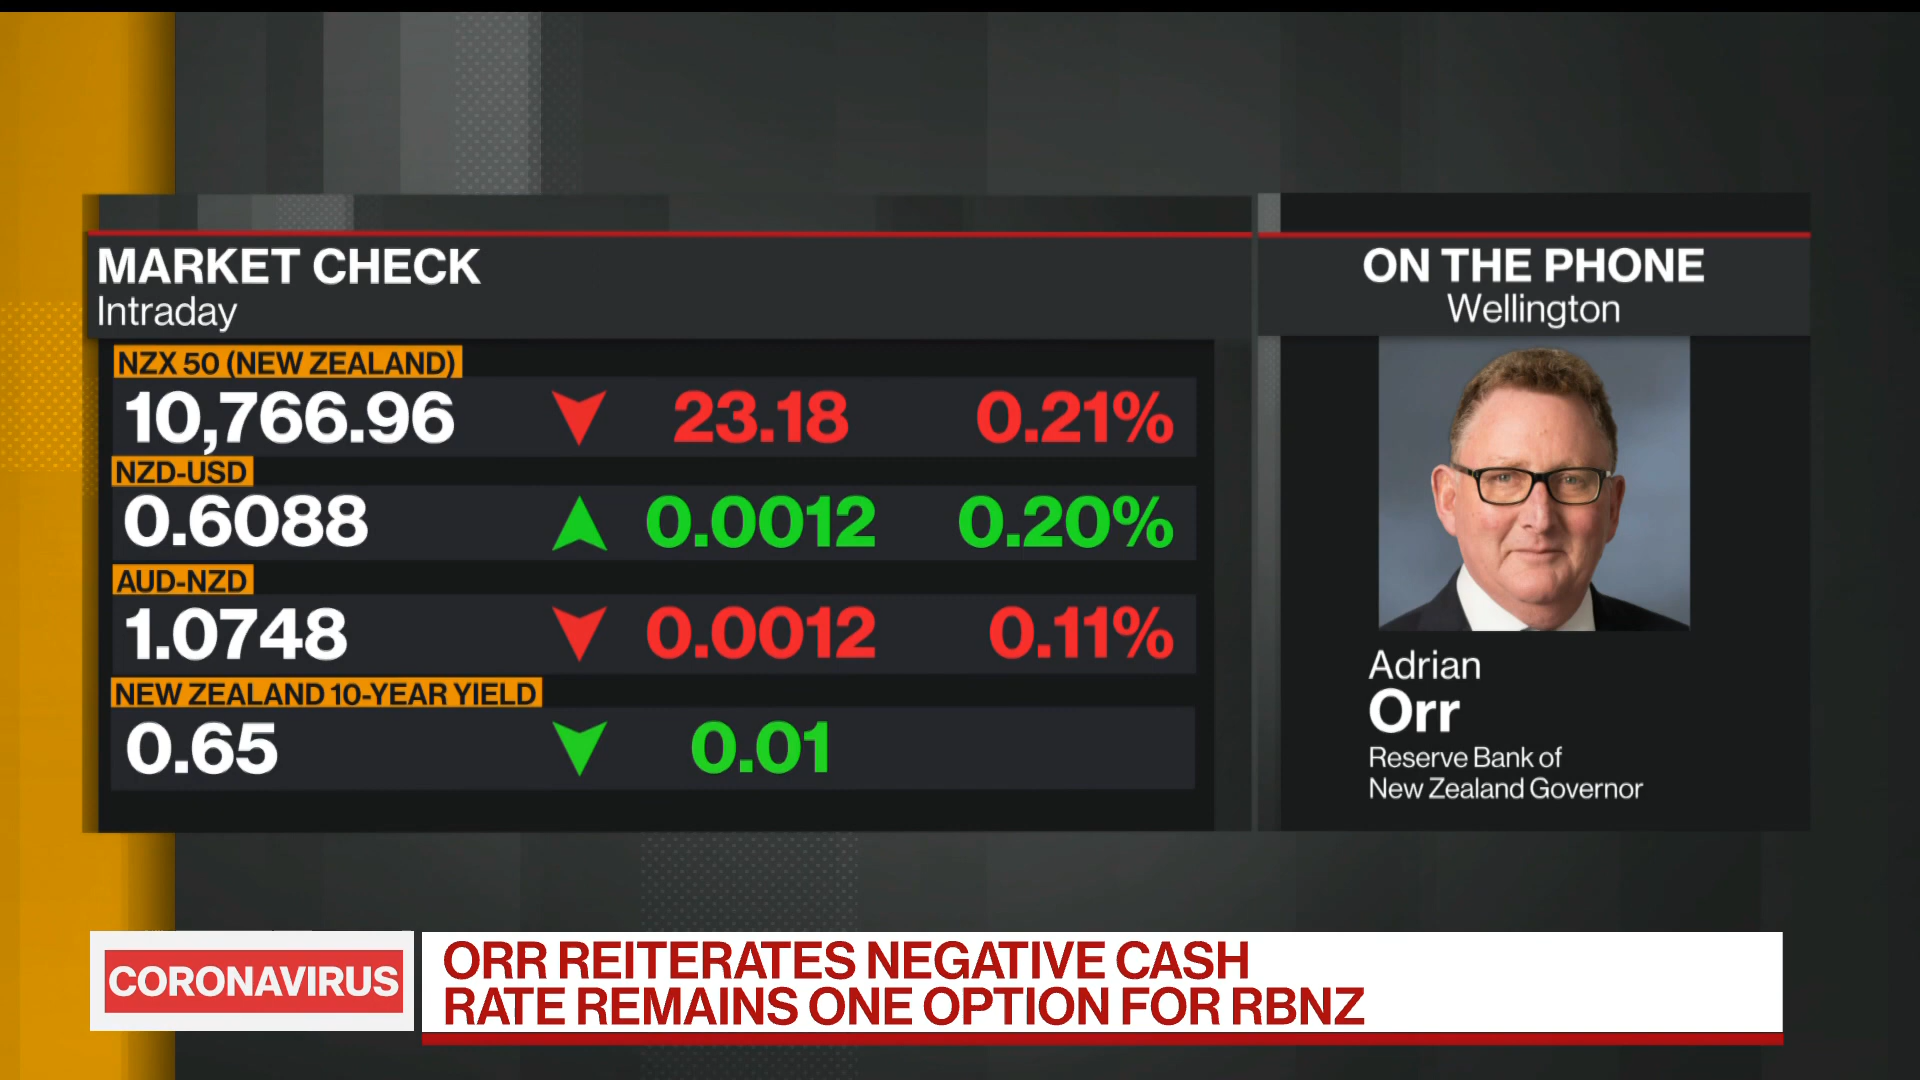 MARKET CHECK
Intraday
NZX 50 (NEW ZEALAND)
10,766.96 ▼ 23.18 0.21%
NZD-USD
0.6088 ▲ 0.0012 0.20%
AUD-NZD
1.0748 ▼ 0.0012 0.11%
NEW ZEALAND 10-YEAR YIELD
0.65 ▼ 0.01
ON THE PHONE
Wellington
Adrian
Orr
Reserve Bank of
New Zealand Governor
CORONAVIRUS
ORR REITERATES NEGATIVE CASH
RATE REMAINS ONE OPTION FOR RBNZ